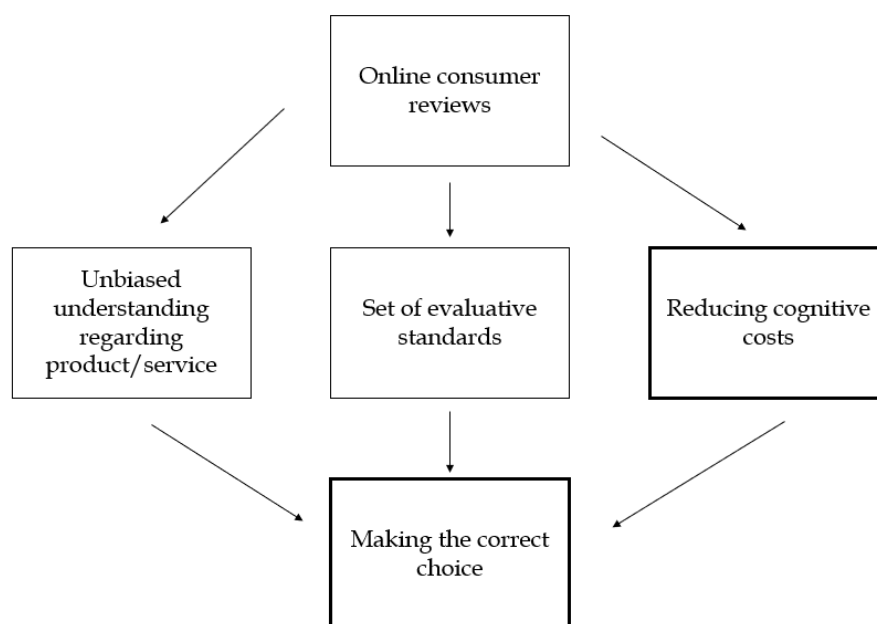 Online consumer
reviews
Unbiased
understanding
regarding
product/service
Set of evaluative
standards
Reducing cognitive
costs
Making the correct
choice